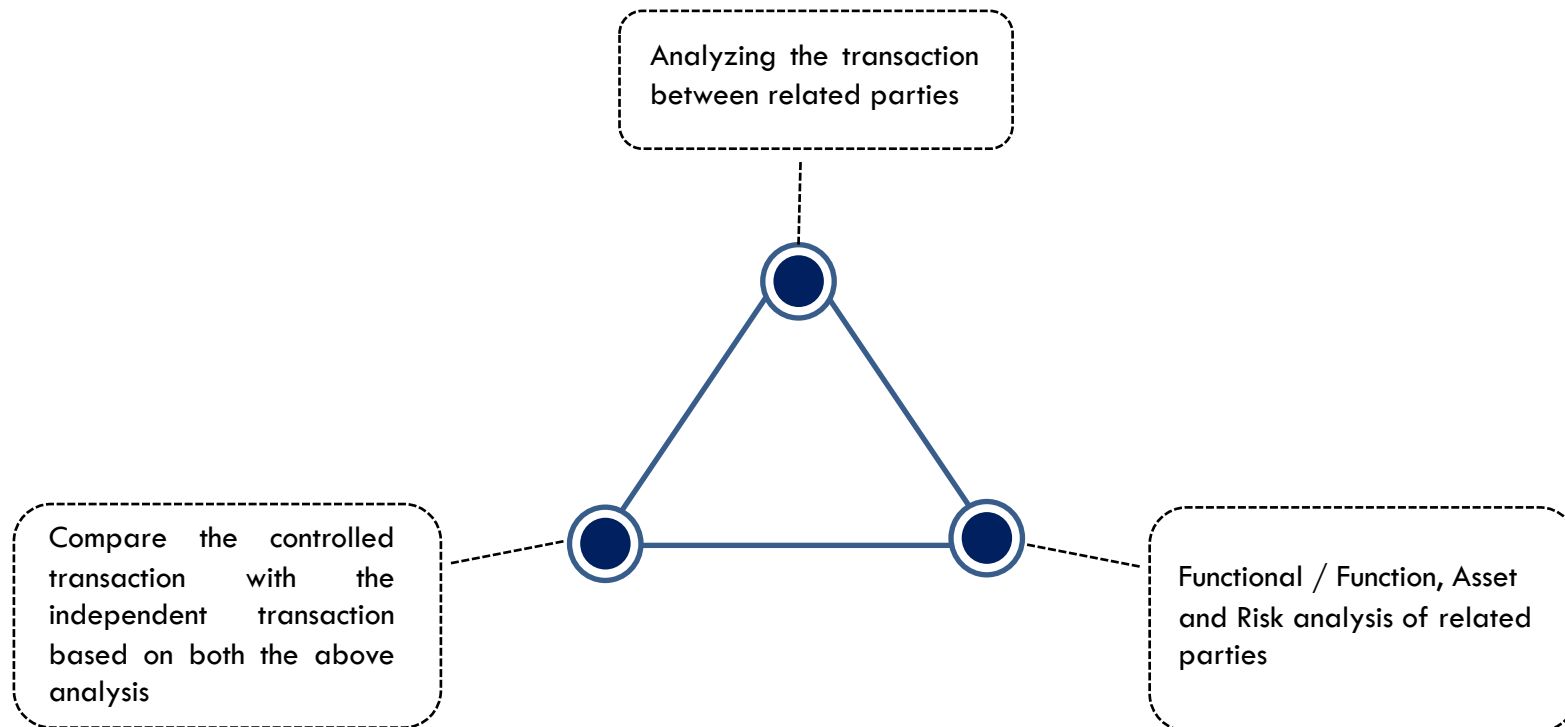 Analyzing the transaction
between related parties
Compare the controlled
transaction with the
independent transaction
based on both the above
analysis
Functional / Function, Asset
and Risk analysis of related
parties